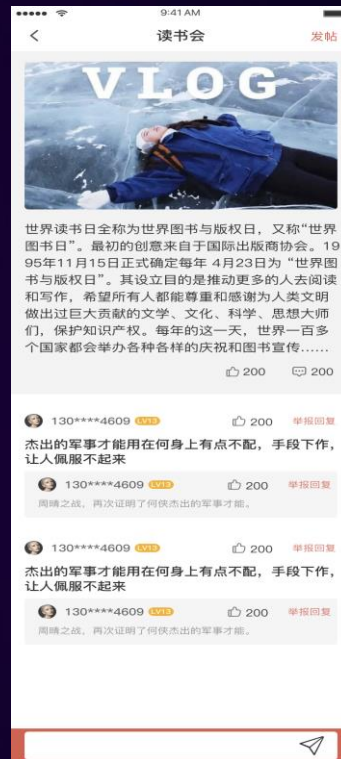 9:41 AM
读书会
发帖
VLOG
世界读书日全称为世界图书与版权日，又称“世界
图书日”。最初的创意来自于国际出版商协会。19
95年11月15日正式确定每年 4月23日为 “世界图
书与版权日”。其设立目的是推动更多的人去阅读
和写作，希望所有人都能尊重和感谢为人类文明
做出过巨大贡献的文学、文化、科学、思想大师
们，保护知识产权。每年的这一天，世界一百多
个国家都会举办各种各样的庆祝和图书宣传……
200 200
130****4609 LV13 200 举报回复
杰出的军事才能用在何身上有点不配，手段下作，
让人佩服不起来
130****4609 LV13 200 举报回复
周晴之战，再次证明了何侠杰出的军事才能。
130****4609 LV13 200 举报回复
杰出的军事才能用在何身上有点不配，手段下作，
让人佩服不起来
130****4609 LV13 200 举报回复
周晴之战，再次证明了何侠杰出的军事才能。